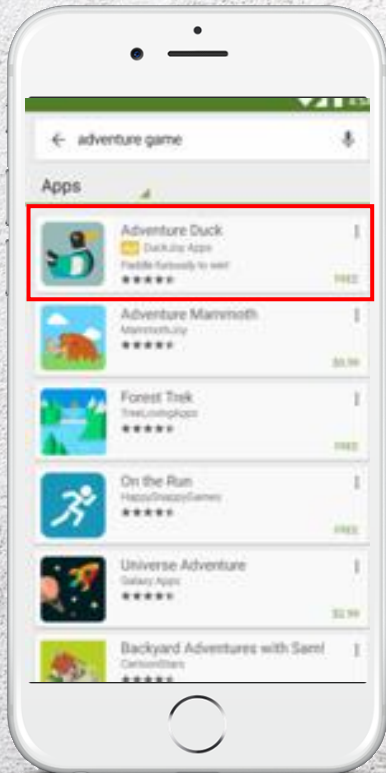 adventure game
Apps
Adventure Duck
Ad DuckJoy Apps
Paddle furiously to win!
FREE
Adventure Mammoth
MammothJoy
$0.99
Forest Trek
TreeLovingApps
FREE
On the Run
HappySnappyGames
FREE
Universe Adventure
Galaxy Apps
$2.99
Backyard Adventures with Sam!
CartoonStars